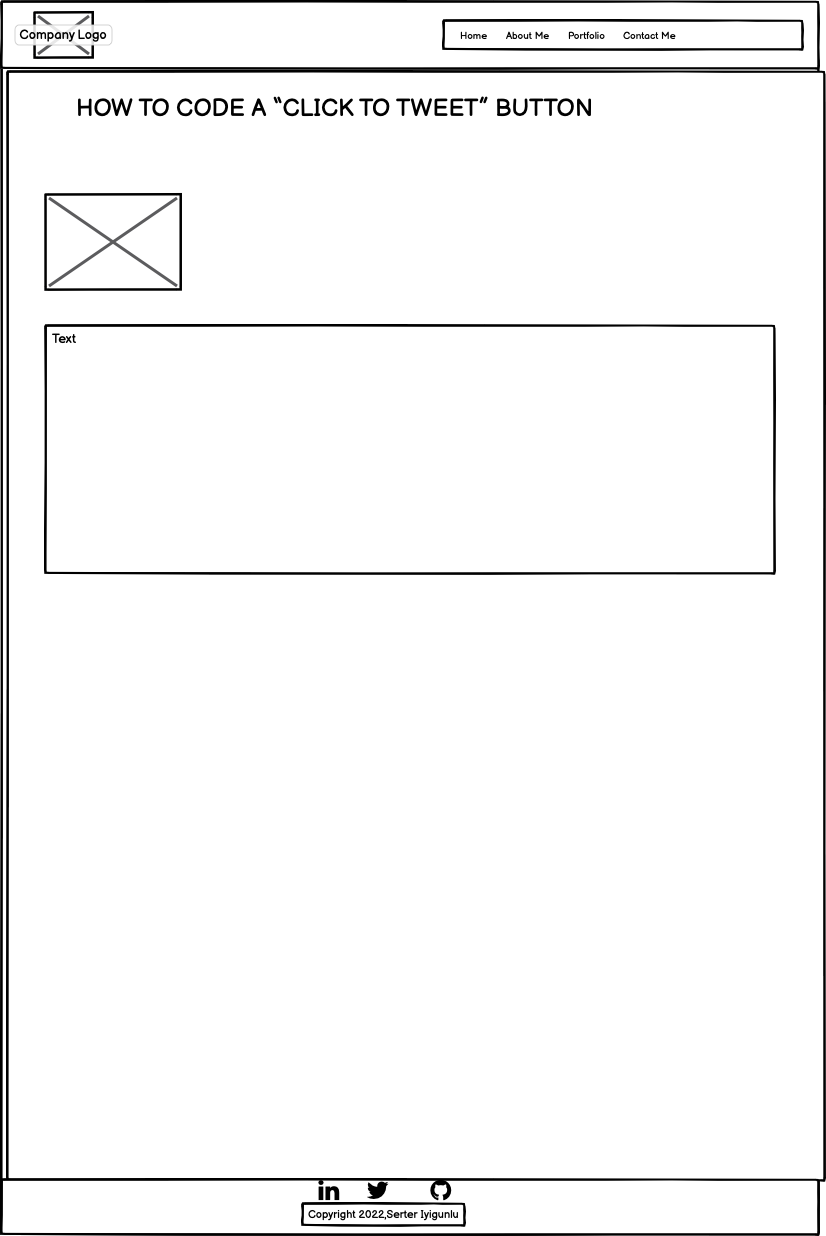 Company Logo
Home About Me Portfolio Contact Me
HOW TO CODE A “CLICK TO TWEET” BUTTON
Text
in
Copyright 2022,Serter Iyigunlu